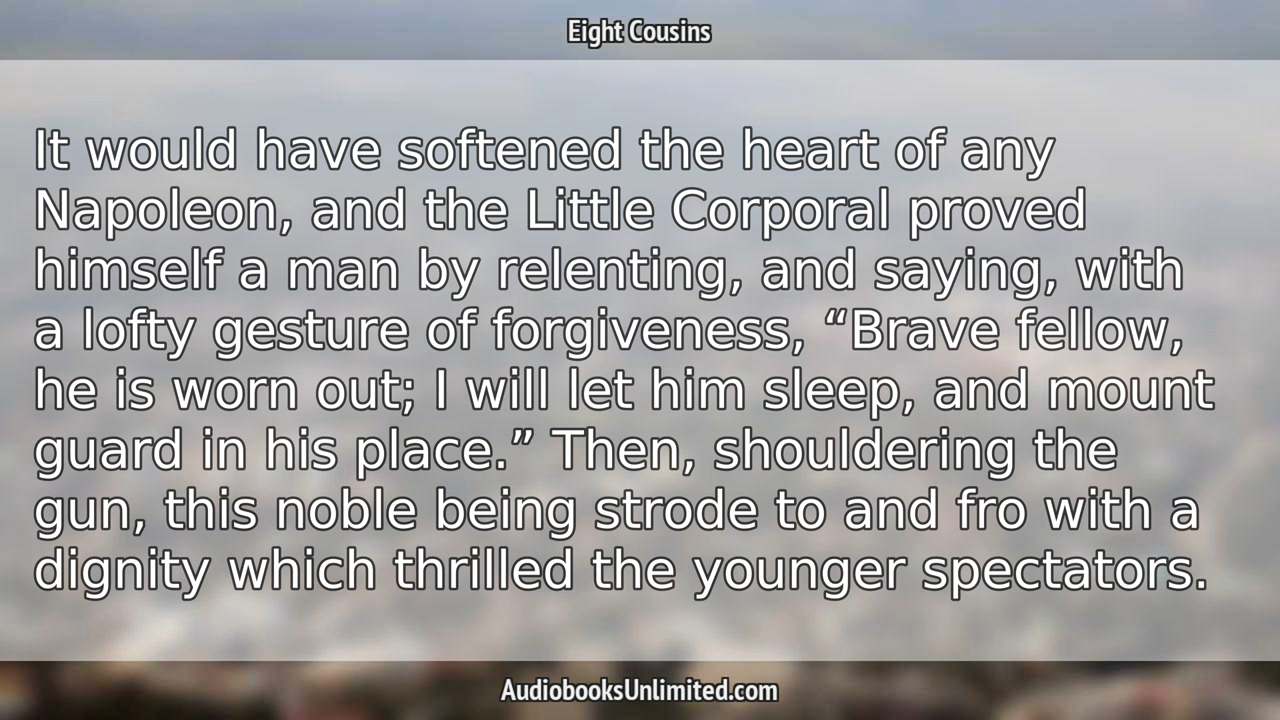 Eight Cousins
It would have softened the heart of any
Napoleon, and the Little Corporal proved
himself a man by relenting, and saying, with
a lofty gesture of forgiveness, “Brave fellow,
he is worn out; I will let him sleep, and mount
guard in his place.” Then, shouldering the
gun, this noble being strode to and fro with a
dignity which thrilled the younger spectators.
AudiobooksUnlimited.com